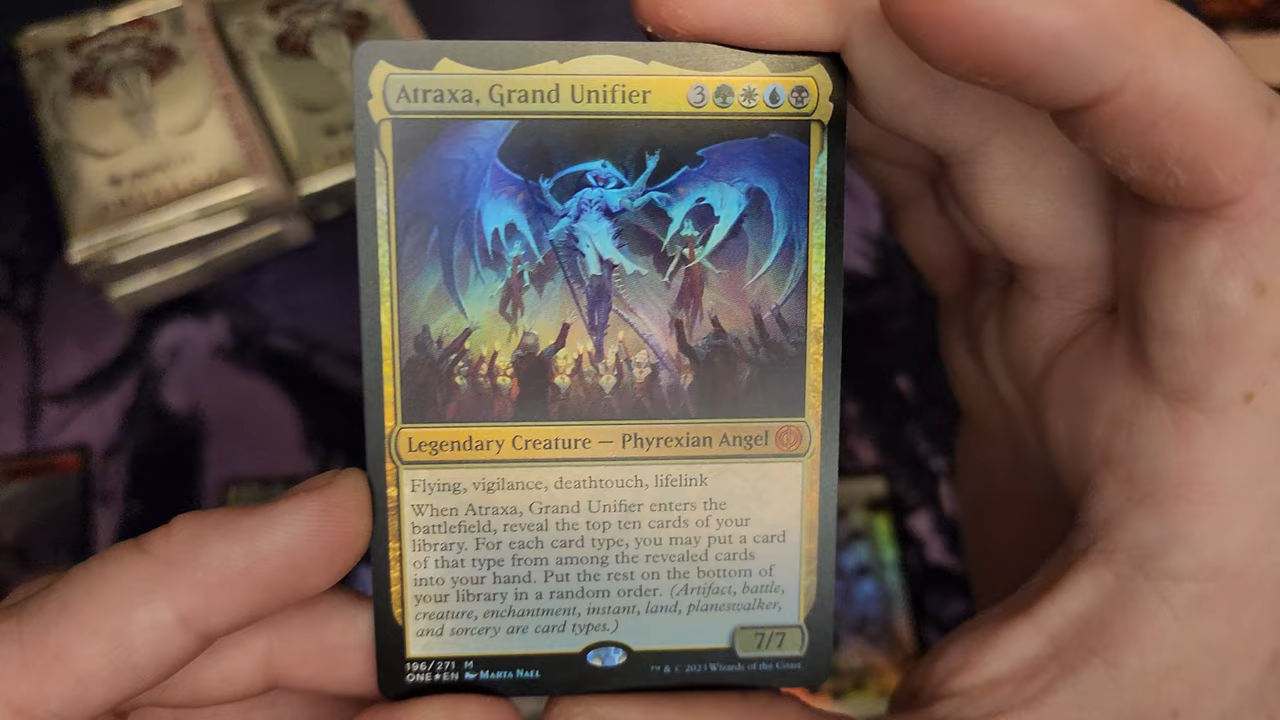 Atraxa, Grand Unifier 3
Legendary Creature — Phyrexian Angel
Flying, vigilance, deathtouch, lifelink
When Atraxa, Grand Unifier enters the
battlefield, reveal the top ten cards of your
library. For each card type, you may put a card
of that type from among the revealed cards
into your hand. Put the rest on the bottom of
your library in a random order. (Artifact, battle,
creature, enchantment, instant, land, planeswalker,
and sorcery are card types.)
7/7
196/271 M
ONE★EN Marta Nael
™ & © 2023 Wizards of the Coast